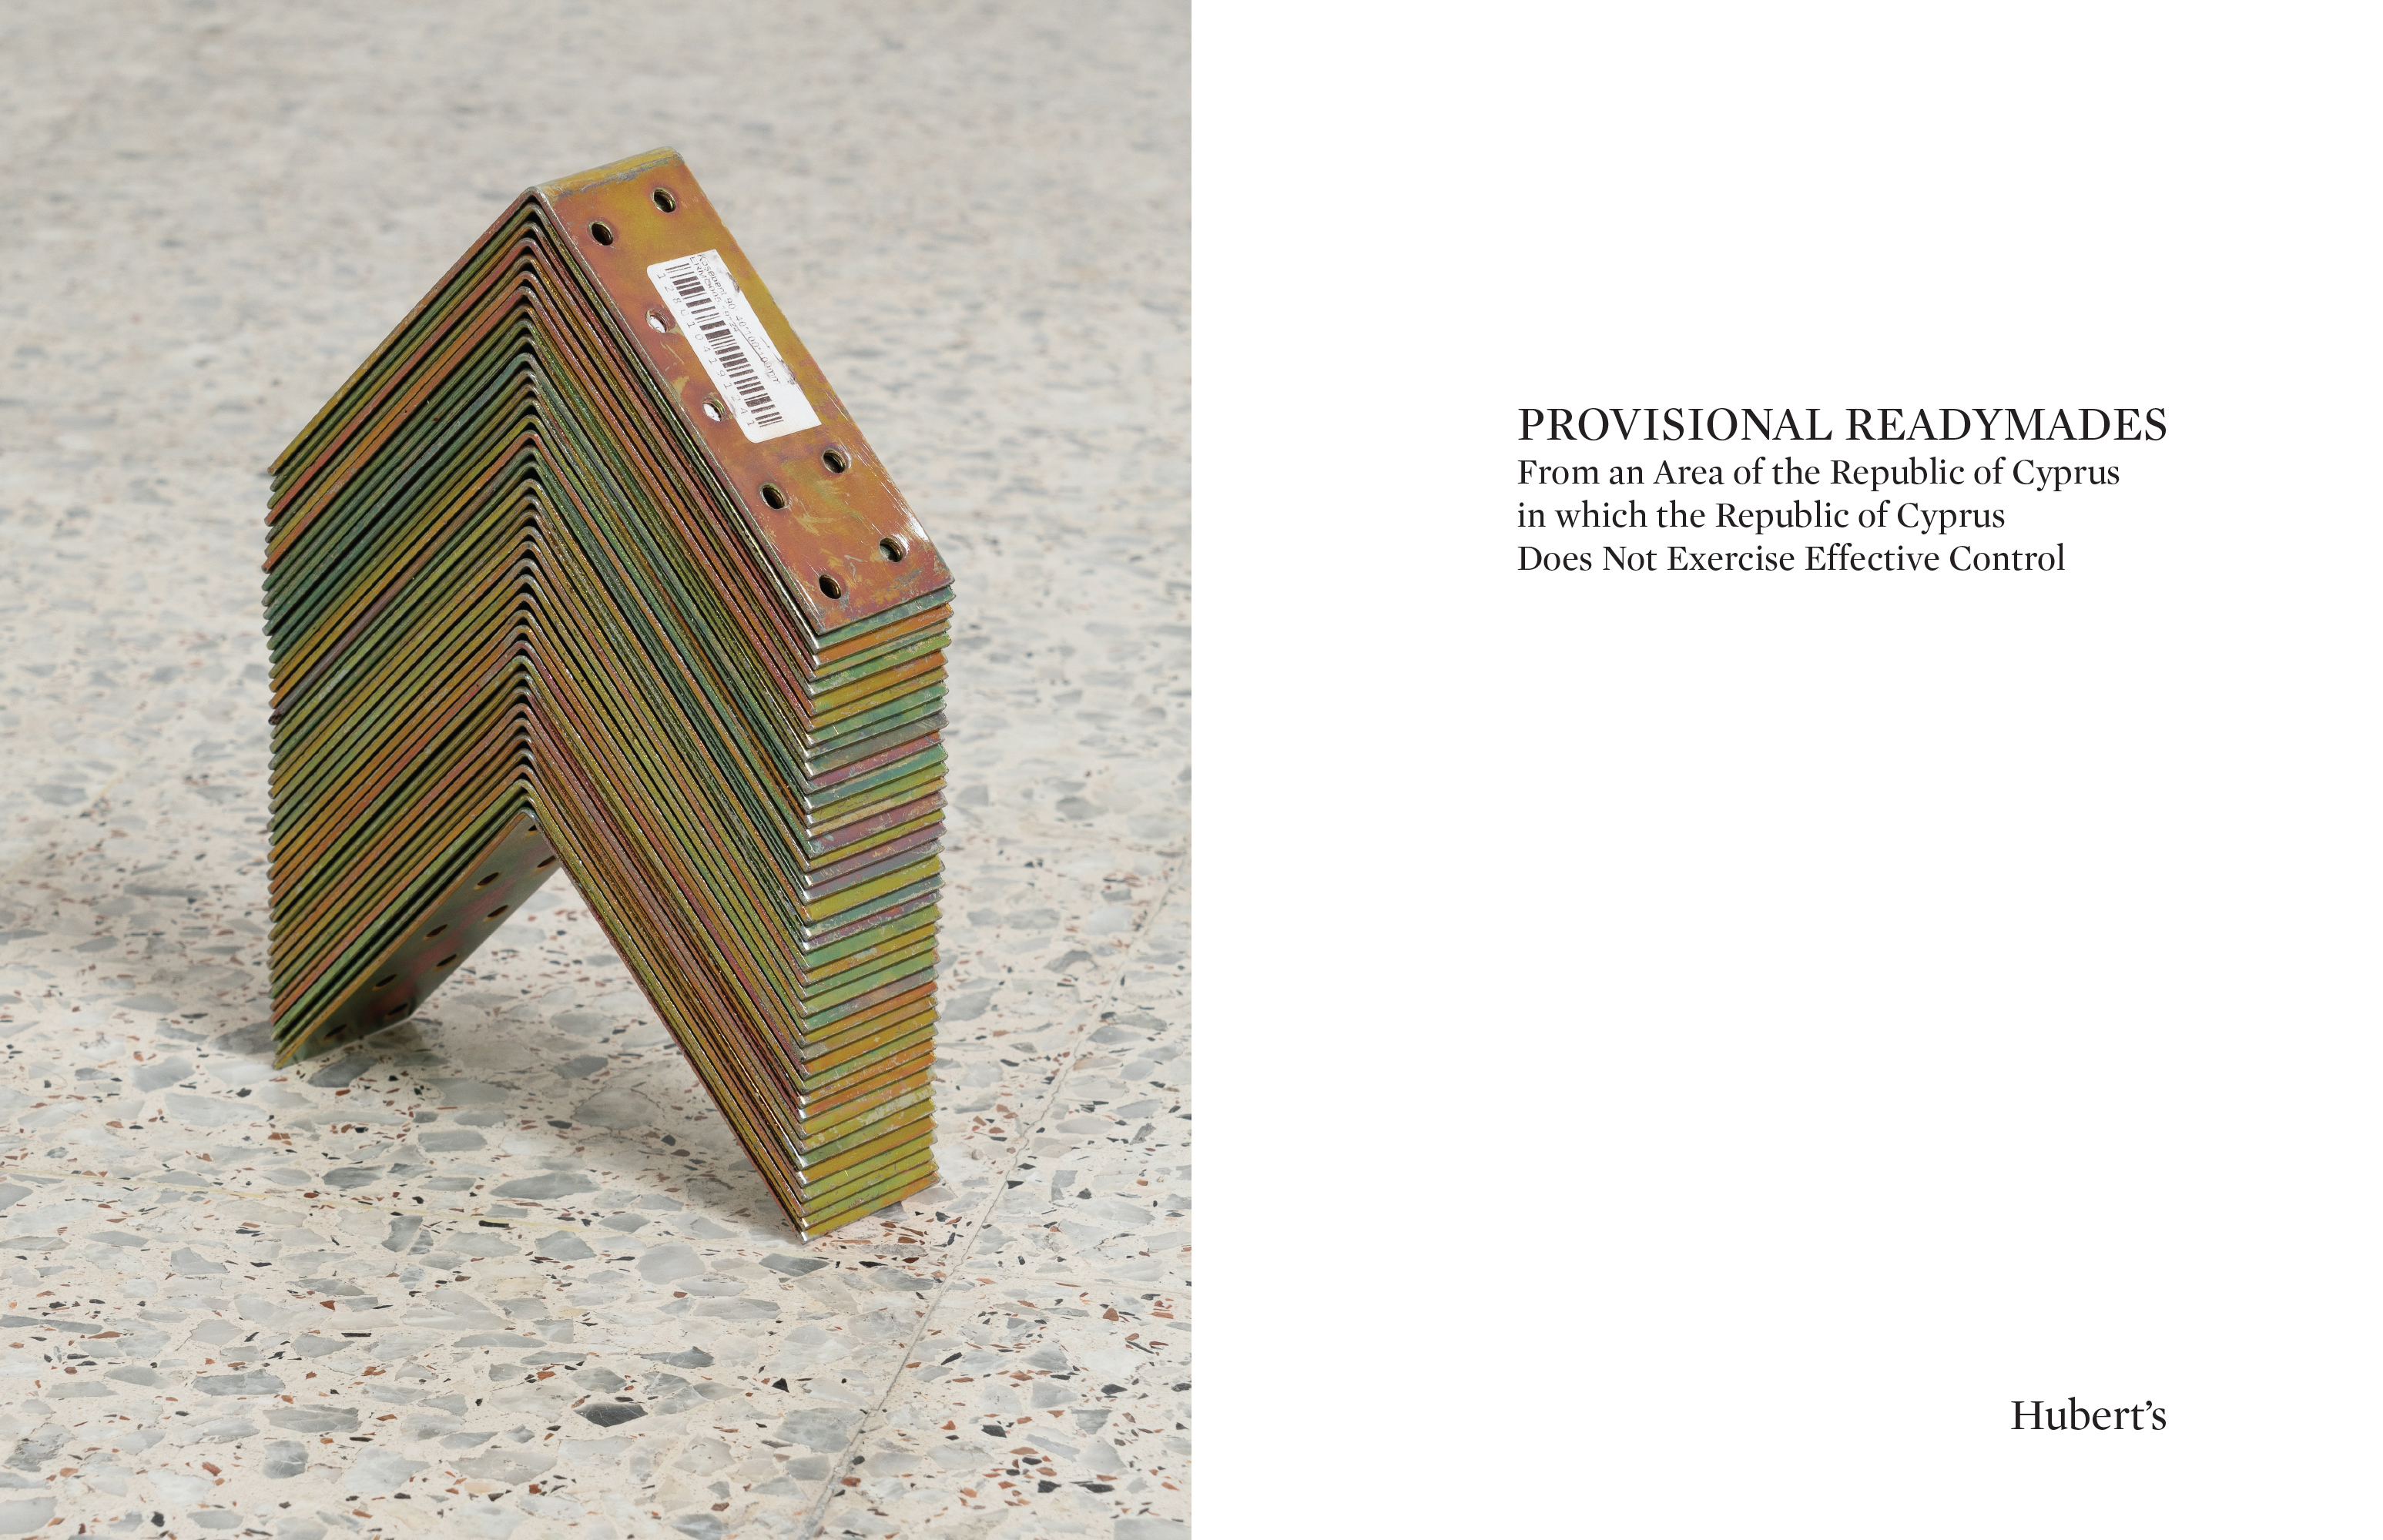 PROVISIONAL READYMADES
From an Area of the Republic of Cyprus
in which the Republic of Cyprus
Does Not Exercise Effective Control
Hubert’s